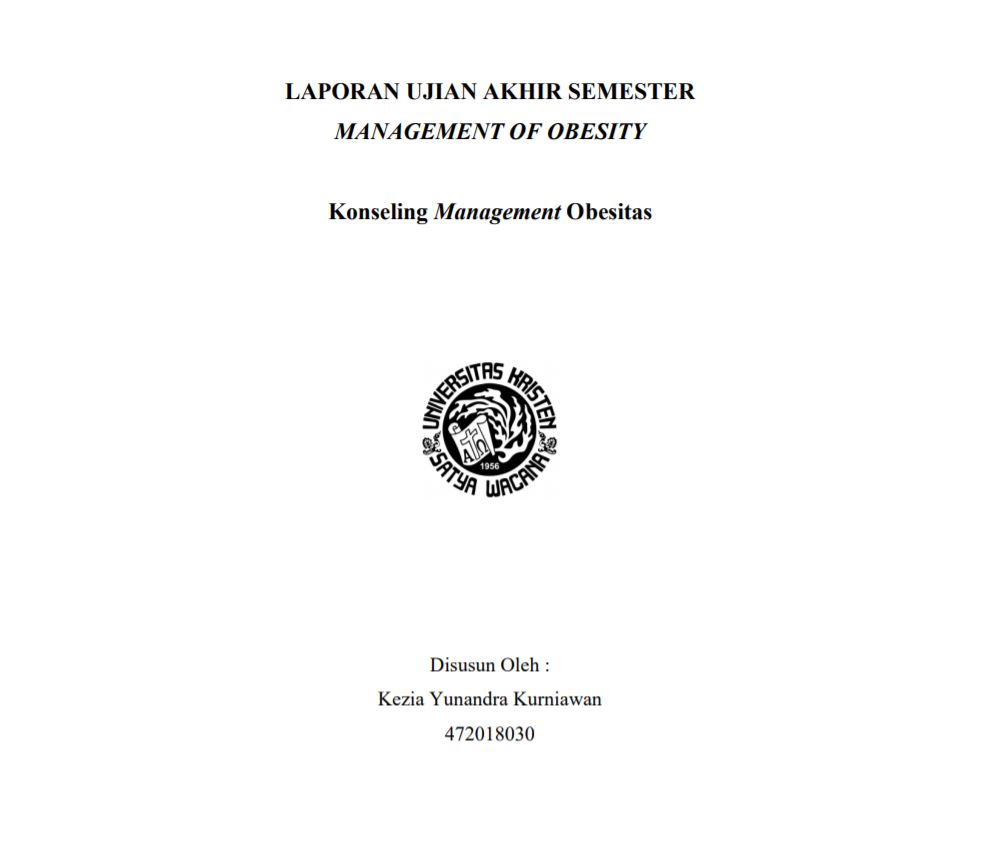 LAPORAN UJIAN AKHIR SEMESTER
MANAGEMENT OF OBESITY
Konseling Management Obesitas
UNIVERSITAS KRISTEN
SATYA WACANA
A Ω
1956
Disusun Oleh :
Kezia Yunandra Kurniawan
472018030